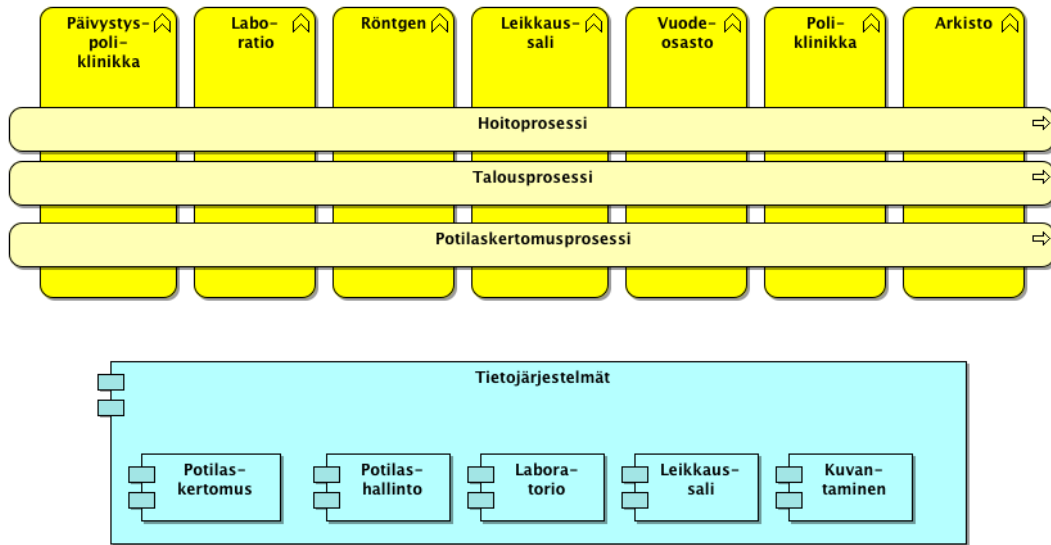 Päivystys-
poli-
klinikka
Labo-
ratio
Röntgen
Leikkaus-
sali
Vuode-
osasto
Poli-
klinikka
Arkisto
Hoitoprosessi
Talousprosessi
Potilaskertomusprosessi
Tietojärjestelmät
Potilas-
kertomus
Potilas-
hallinto
Labora-
torio
Leikkaus-
sali
Kuvan-
taminen